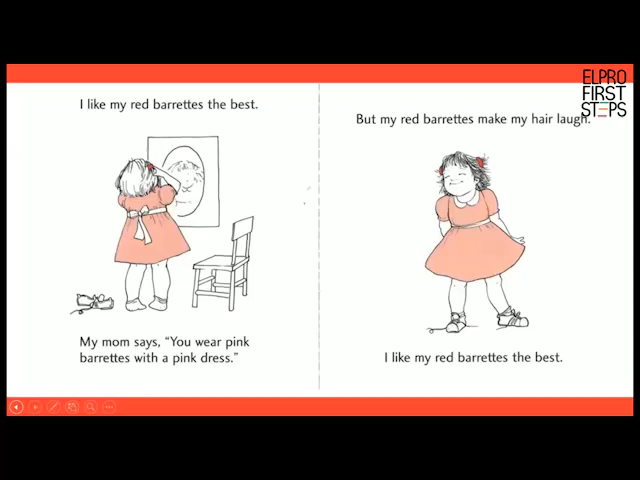 ELPRO
FIRST
STEPS
I like my red barrettes the best.
My mom says, “You wear pink
barrettes with a pink dress.”
But my red barrettes make my hair laugh.
I like my red barrettes the best.